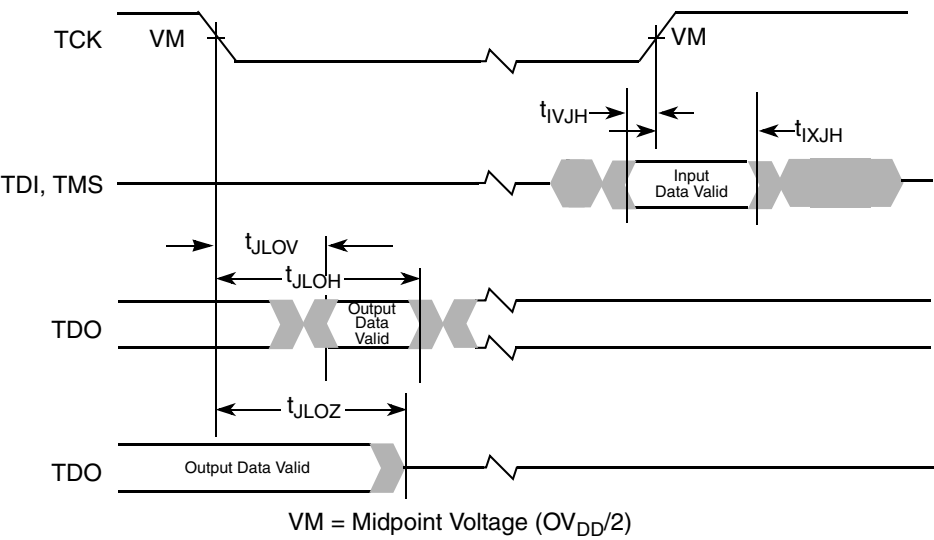 TCK
VM
VM
tIVJH
tIXJH
TDI, TMS
Input
Data Valid
tJLOV
tJLOH
TDO
Output
Data
Valid
tJLOZ
TDO
Output Data Valid
VM = Midpoint Voltage (OVDD/2)